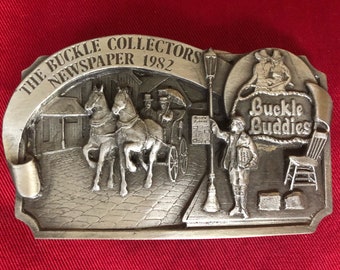 THE BUCKLE COLLECTORS
NEWSPAPER 1982
Buckle
Buddies